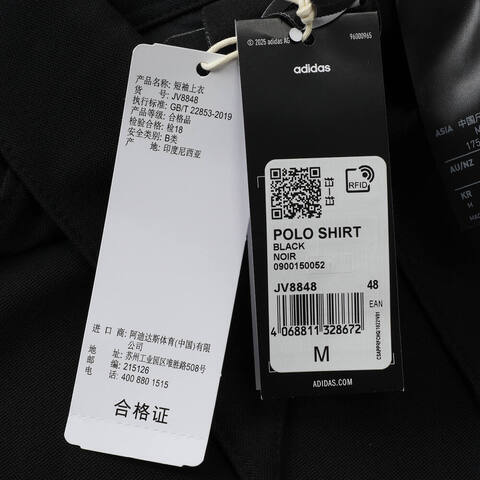 产品名称: 短袖上衣
货 号: JV8848
执行标准: GB/T 22853-2019
产品等级: 合格品
检验合格: 检18
安全类别: B类
产 地: 印度尼西亚
进 口 商: 阿迪达斯体育(中国)有限公司
地 址: 苏州工业园区唯胜路508号
邮 编: 215126
电 话: 400 880 1515
合格证
© 2025 adidas AG
96000965
adidas
RFID
POLO SHIRT
BLACK
NOIR
0900150052
JV8848 48
EAN
4 068811 328672
M
ADIDAS.COM
ASIA 中国
M
175
AU/NZ
KR
M